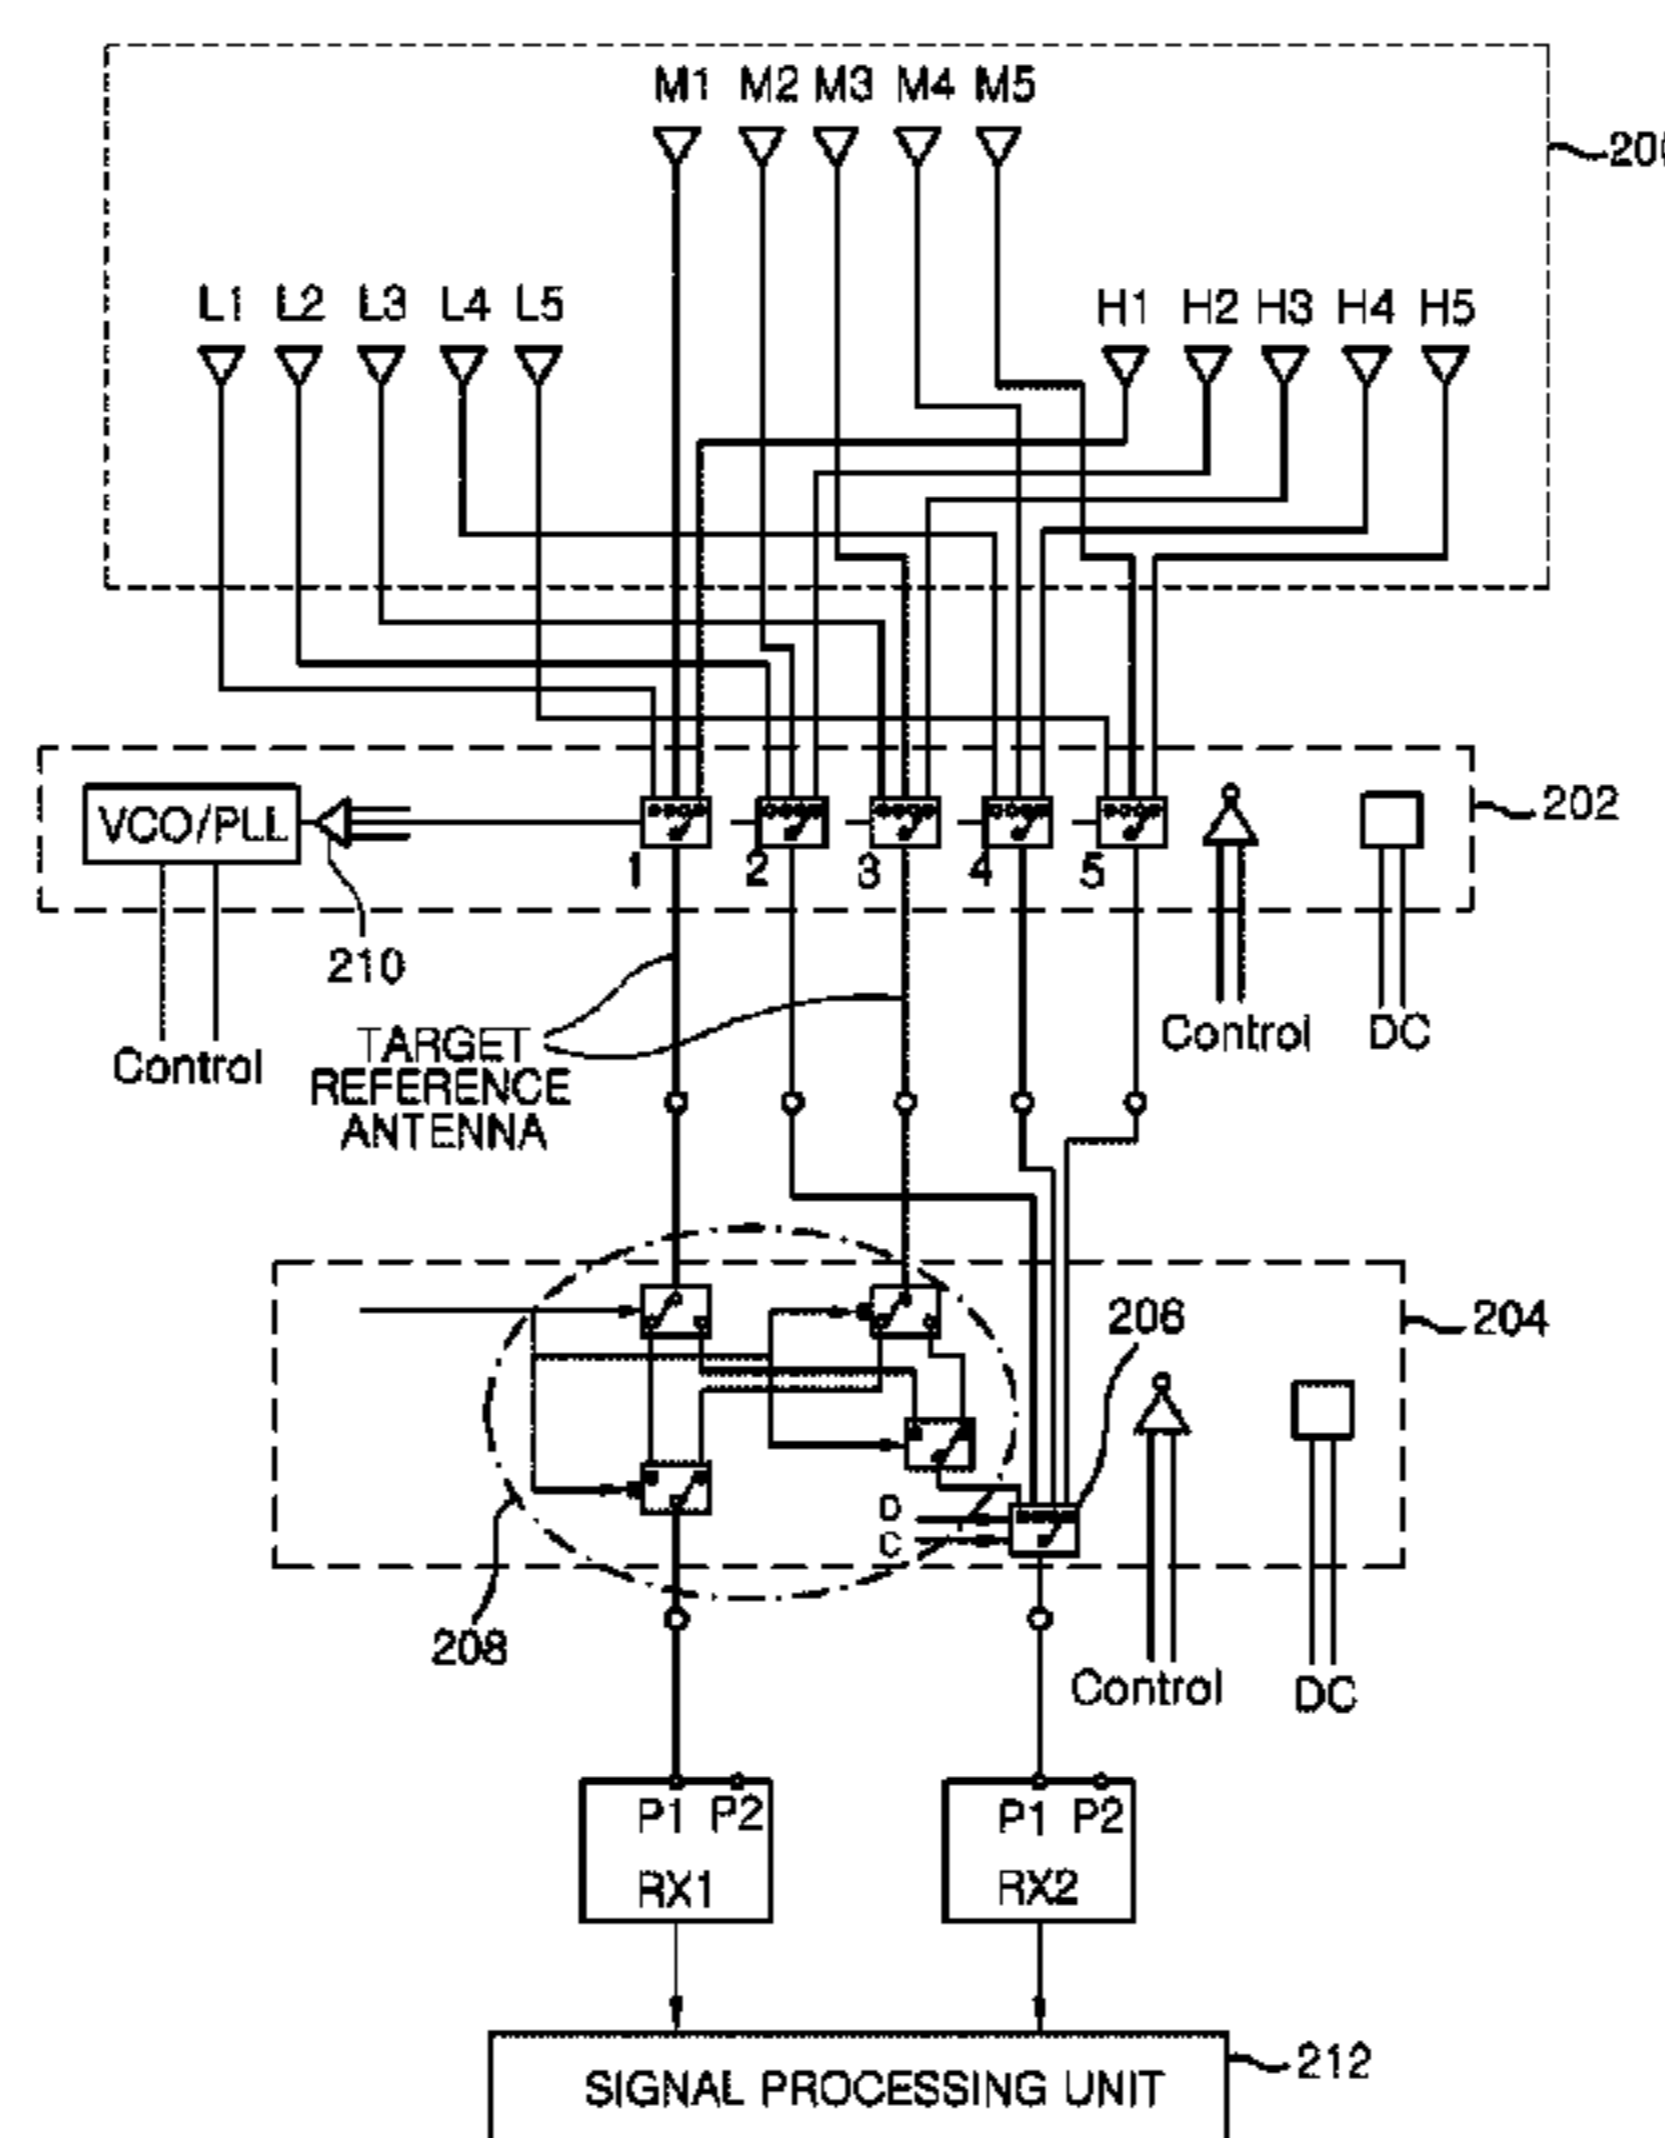 M1 M2 M3 M4 M5
L1 L2 L3 L4 L5
H1 H2 H3 H4 H5
VCO/PLL
1 2 3 4 5
202
210
Control
Control
DC
TARGET
REFERENCE
ANTENNA
206
204
D
C
208
Control
DC
P1 P2
RX1
P1 P2
RX2
SIGNAL PROCESSING UNIT
212